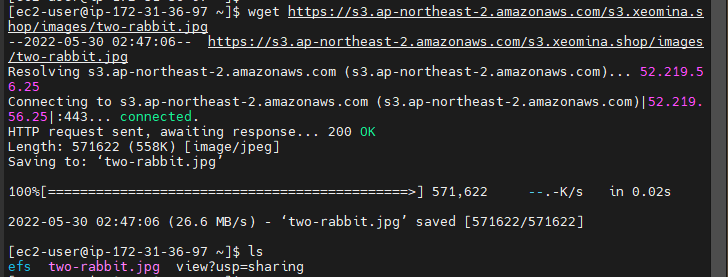 [ec2-user@ip-172-31-36-97 ~]$ wget https://s3.ap-northeast-2.amazonaws.com/s3.xeomina.s
hop/images/two-rabbit.jpg
--2022-05-30 02:47:06--  https://s3.ap-northeast-2.amazonaws.com/s3.xeomina.shop/images
/two-rabbit.jpg
Resolving s3.ap-northeast-2.amazonaws.com (s3.ap-northeast-2.amazonaws.com)... 52.219.5
6.25
Connecting to s3.ap-northeast-2.amazonaws.com (s3.ap-northeast-2.amazonaws.com)|52.219.
56.25|:443... connected.
HTTP request sent, awaiting response... 200 OK
Length: 571622 (558K) [image/jpeg]
Saving to: ‘two-rabbit.jpg’

100%[=============================================>] 571,622     --.-K/s   in 0.02s

2022-05-30 02:47:06 (26.6 MB/s) - ‘two-rabbit.jpg’ saved [571622/571622]

[ec2-user@ip-172-31-36-97 ~]$ ls
efs  two-rabbit.jpg  view?usp=sharing